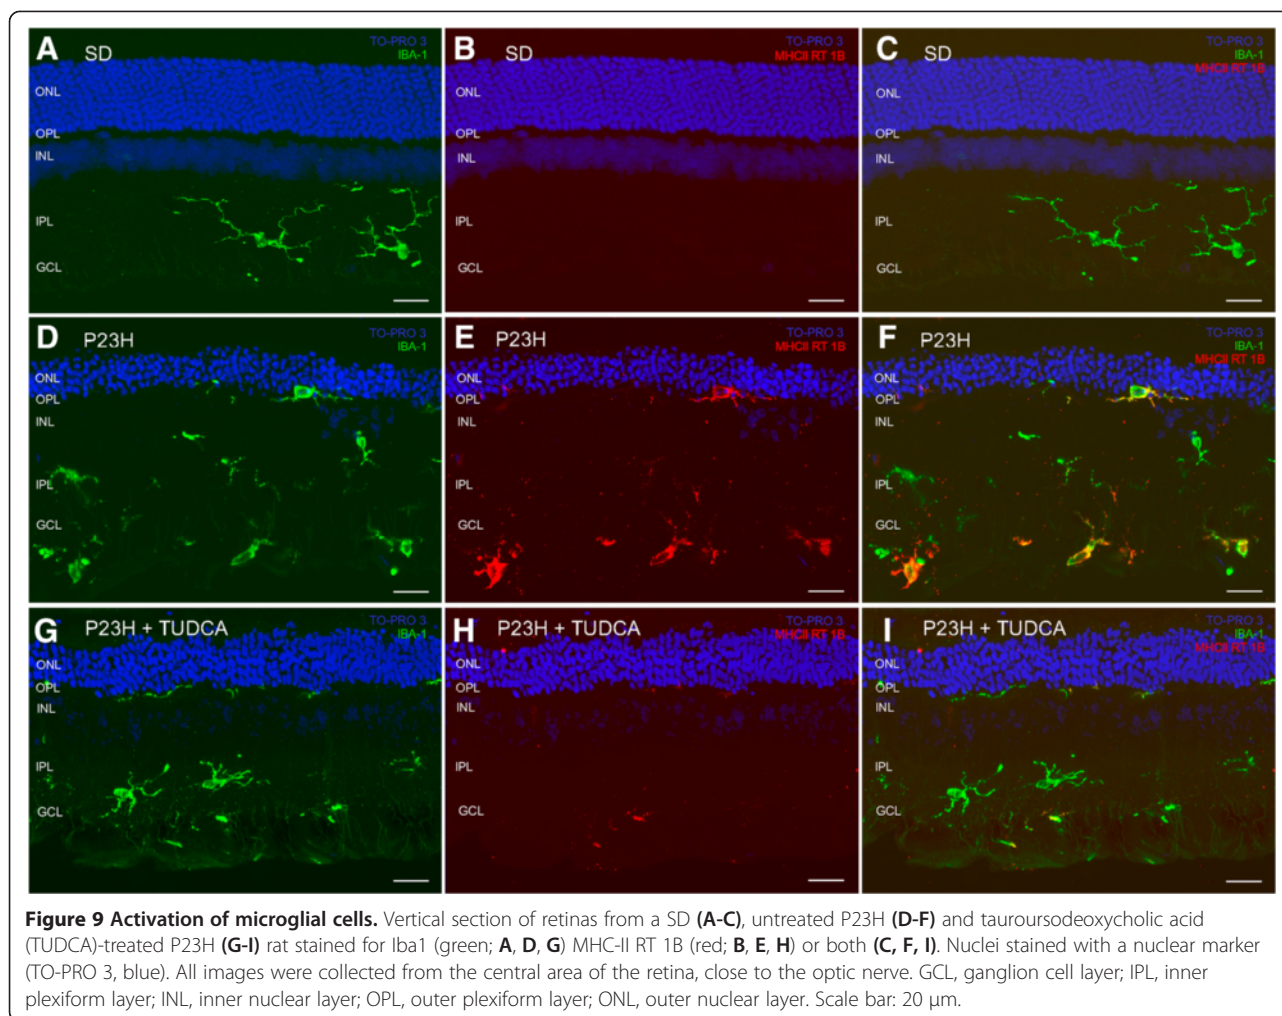 A SD TO-PRO 3
IBA-1
ONL
OPL
INL
IPL
GCL
B SD TO-PRO 3
MHCII RT 1B
ONL
OPL
INL
IPL
GCL
C SD TO-PRO 3
IBA-1
MHCII RT 1B
ONL
OPL
INL
IPL
GCL
D P23H TO-PRO 3
IBA-1
ONL
OPL
INL
IPL
GCL
E P23H TO-PRO 3
MHCII RT 1B
ONL
OPL
INL
IPL
GCL
F P23H TO-PRO 3
IBA-1
MHCII RT 1B
ONL
OPL
INL
IPL
GCL
G P23H + TUDCA TO-PRO 3
IBA-1
ONL
OPL
INL
IPL
GCL
H P23H + TUDCA TO-PRO 3
MHCII RT 1B
ONL
OPL
INL
IPL
GCL
I P23H + TUDCA TO-PRO 3
IBA-1
MHCII RT 1B
ONL
OPL
INL
IPL
GCL
Figure 9 Activation of microglial cells. Vertical section of retinas from a SD (A-C), untreated P23H (D-F) and tauroursodeoxycholic acid
(TUDCA)-treated P23H (G-I) rat stained for Iba1 (green; A, D, G) MHC-II RT 1B (red; B, E, H) or both (C, F, I). Nuclei stained with a nuclear marker
(TO-PRO 3, blue). All images were collected from the central area of the retina, close to the optic nerve. GCL, ganglion cell layer; IPL, inner
plexiform layer; INL, inner nuclear layer; OPL, outer plexiform layer; ONL, outer nuclear layer. Scale bar: 20 μm.